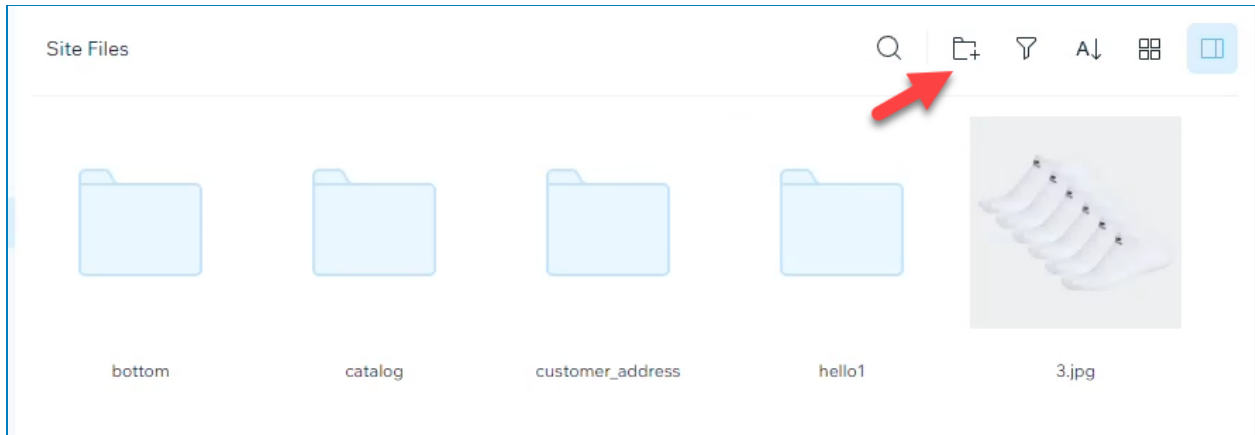 Site Files
A↓
bottom
catalog
customer_address
hello1
3.jpg